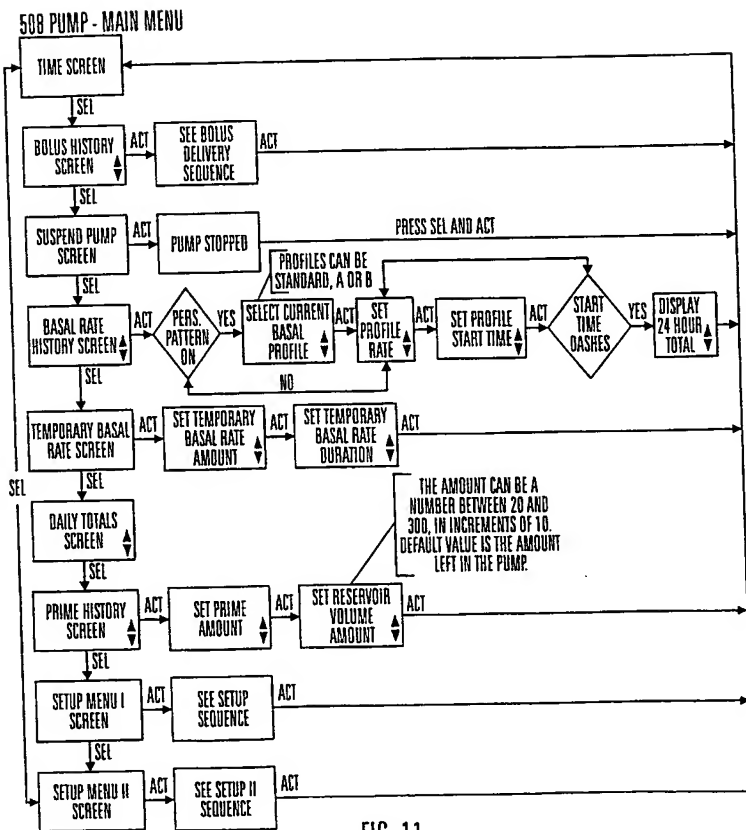 508 PUMP - MAIN MENU
TIME SCREEN
SEL
BOLUS HISTORY
SCREEN
ACT
SEE BOLUS
DELIVERY
SEQUENCE
ACT
SEL
SUSPEND PUMP
SCREEN
ACT
PUMP STOPPED
PRESS SEL AND ACT
SEL
PROFILES CAN BE
STANDARD, A OR B
BASAL RATE
HISTORY SCREEN
ACT
PERS.
PATTERN
ON
YES
SELECT CURRENT
BASAL
PROFILE
ACT
SET
PROFILE
RATE
ACT
SET PROFILE
START TIME
ACT
START
TIME
DASHES
YES
DISPLAY
24 HOUR
TOTAL
NO
SEL
TEMPORARY BASAL
RATE SCREEN
ACT
SET TEMPORARY
BASAL RATE
AMOUNT
ACT
SET TEMPORARY
BASAL RATE
DURATION
ACT
SEL
SEL
THE AMOUNT CAN BE A
NUMBER BETWEEN 20 AND
300, IN INCREMENTS OF 10.
DEFAULT VALUE IS THE AMOUNT
LEFT IN THE PUMP.
DAILY TOTALS
SCREEN
SEL
PRIME HISTORY
SCREEN
ACT
SET PRIME
AMOUNT
ACT
SET RESERVOIR
VOLUME
AMOUNT
ACT
SEL
SETUP MENU I
SCREEN
ACT
SEE SETUP
SEQUENCE
ACT
SEL
SETUP MENU II
SCREEN
ACT
SEE SETUP II
SEQUENCE
ACT
FIG. 11